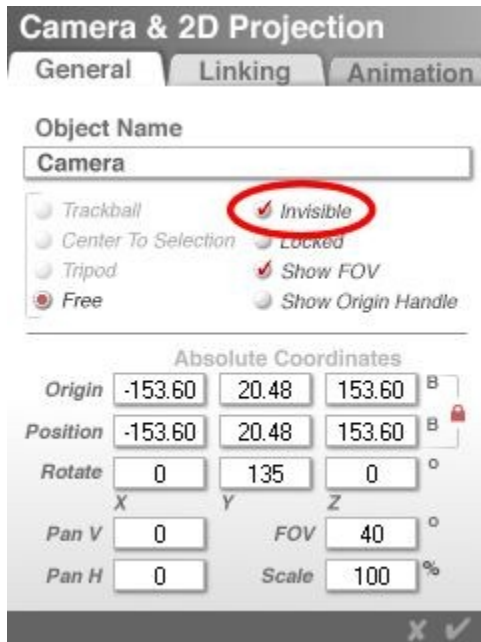 Camera & 2D Projection
General Linking Animation
Object Name
Camera
Trackball Invisible
Center To Selection Locked
Tripod Show FOV
Free Show Origin Handle
Absolute Coordinates
Origin -153.60 20.48 153.60 B
Position -153.60 20.48 153.60 B
Rotate 0 135 0 °
X Y Z
Pan V 0 FOV 40 °
Pan H 0 Scale 100 %